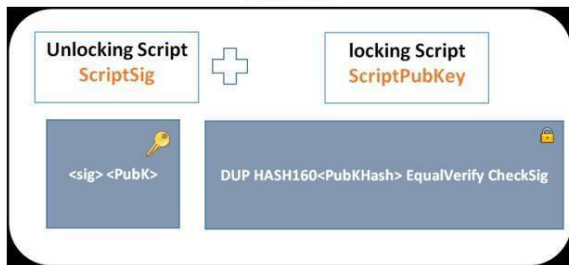 Unlocking Script
ScriptSig
locking Script
ScriptPubKey
<sig> <PubK>
DUP HASH160<PubKHash> EqualVerify CheckSig